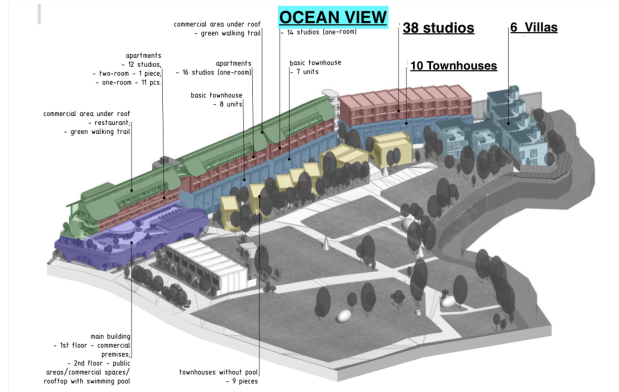 OCEAN VIEW
commercial area under roof
- green walking trail
- 14 studios (one-room)
38 studios
6 Villas
apartments
- 12 studios,
- two-room - 1 piece;
- one-room - 11 pcs.
apartments
- 16 studios (one-room)
basic townhouse
- 7 units
10 Townhouses
basic townhouse
- 8 units
commercial area under roof
- restaurant;
- green walking trail
main building
- 1st floor - commercial
premises;
- 2nd floor - public
areas/commercial spaces/
rooftop with swimming pool
townhouses without pool
- 9 pieces